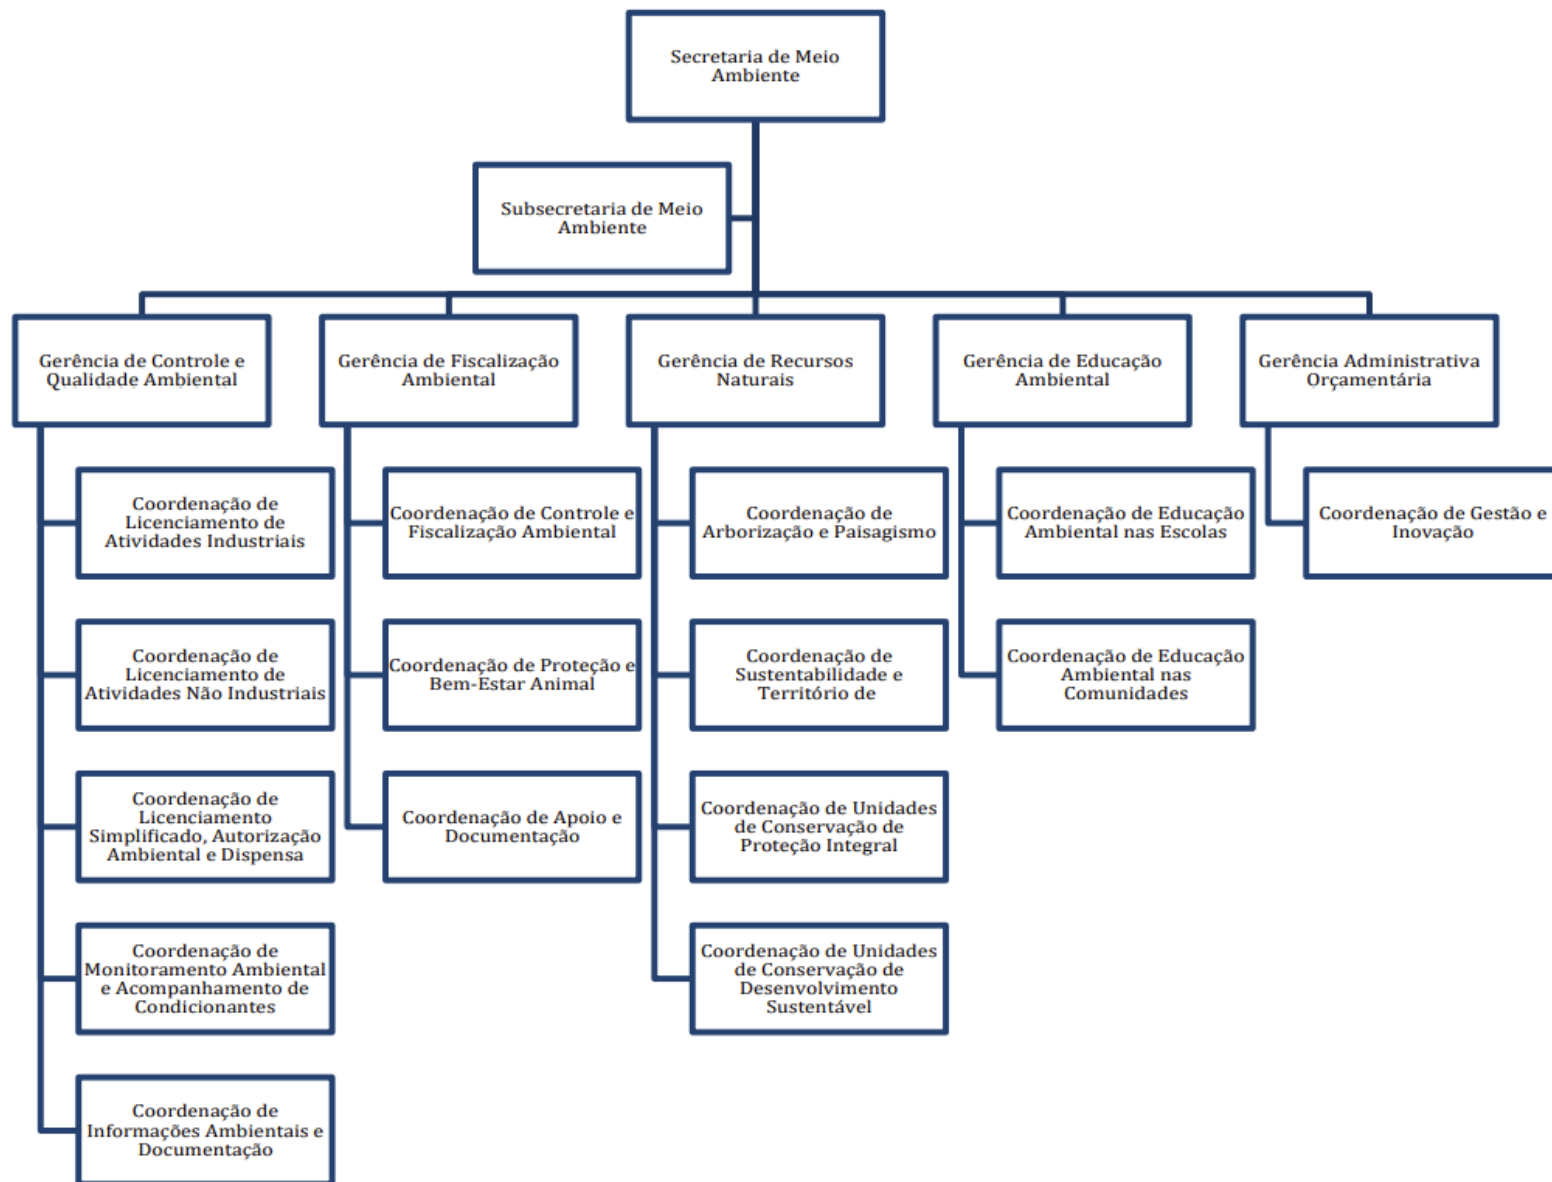 Secretaria de Meio
Ambiente
Subsecretaria de Meio
Ambiente
Gerência de Controle e
Qualidade Ambiental
Gerência de Fiscalização
Ambiental
Gerência de Recursos
Naturais
Gerência de Educação
Ambiental
Gerência Administrativa
Orçamentária
Coordenação de
Licenciamento de
Atividades Industriais
Coordenação de
Licenciamento de
Atividades Não Industriais
Coordenação de
Licenciamento
Simplificado, Autorização
Ambiental e Dispensa
Coordenação de
Monitoramento Ambiental
e Acompanhamento de
Condicionantes
Coordenação de
Informações Ambientais e
Documentação
Coordenação de Controle e
Fiscalização Ambiental
Coordenação de Proteção e
Bem-Estar Animal
Coordenação de Apoio e
Documentação
Coordenação de
Arborização e Paisagismo
Coordenação de
Sustentabilidade e
Território de
Coordenação de Unidades
de Conservação de
Proteção Integral
Coordenação de Unidades
de Conservação de
Desenvolvimento
Sustentável
Coordenação de Educação
Ambiental nas Escolas
Coordenação de Educação
Ambiental nas
Comunidades
Coordenação de Gestão e
Inovação